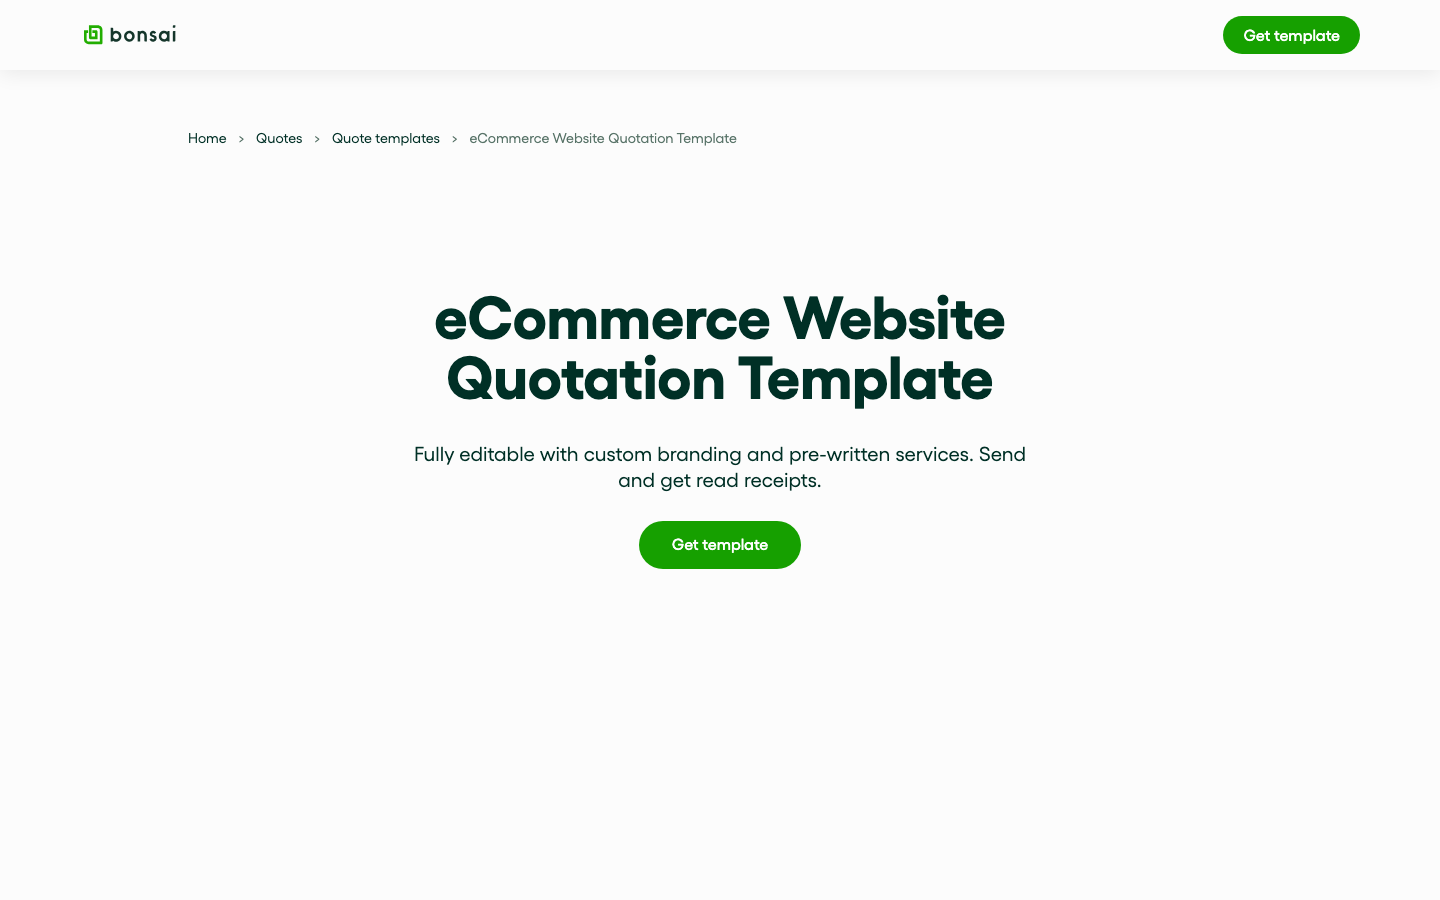 bonsai
Get template
Home > Quotes > Quote templates > eCommerce Website Quotation Template
eCommerce Website
Quotation Template
Fully editable with custom branding and pre-written services. Send
and get read receipts.
Get template